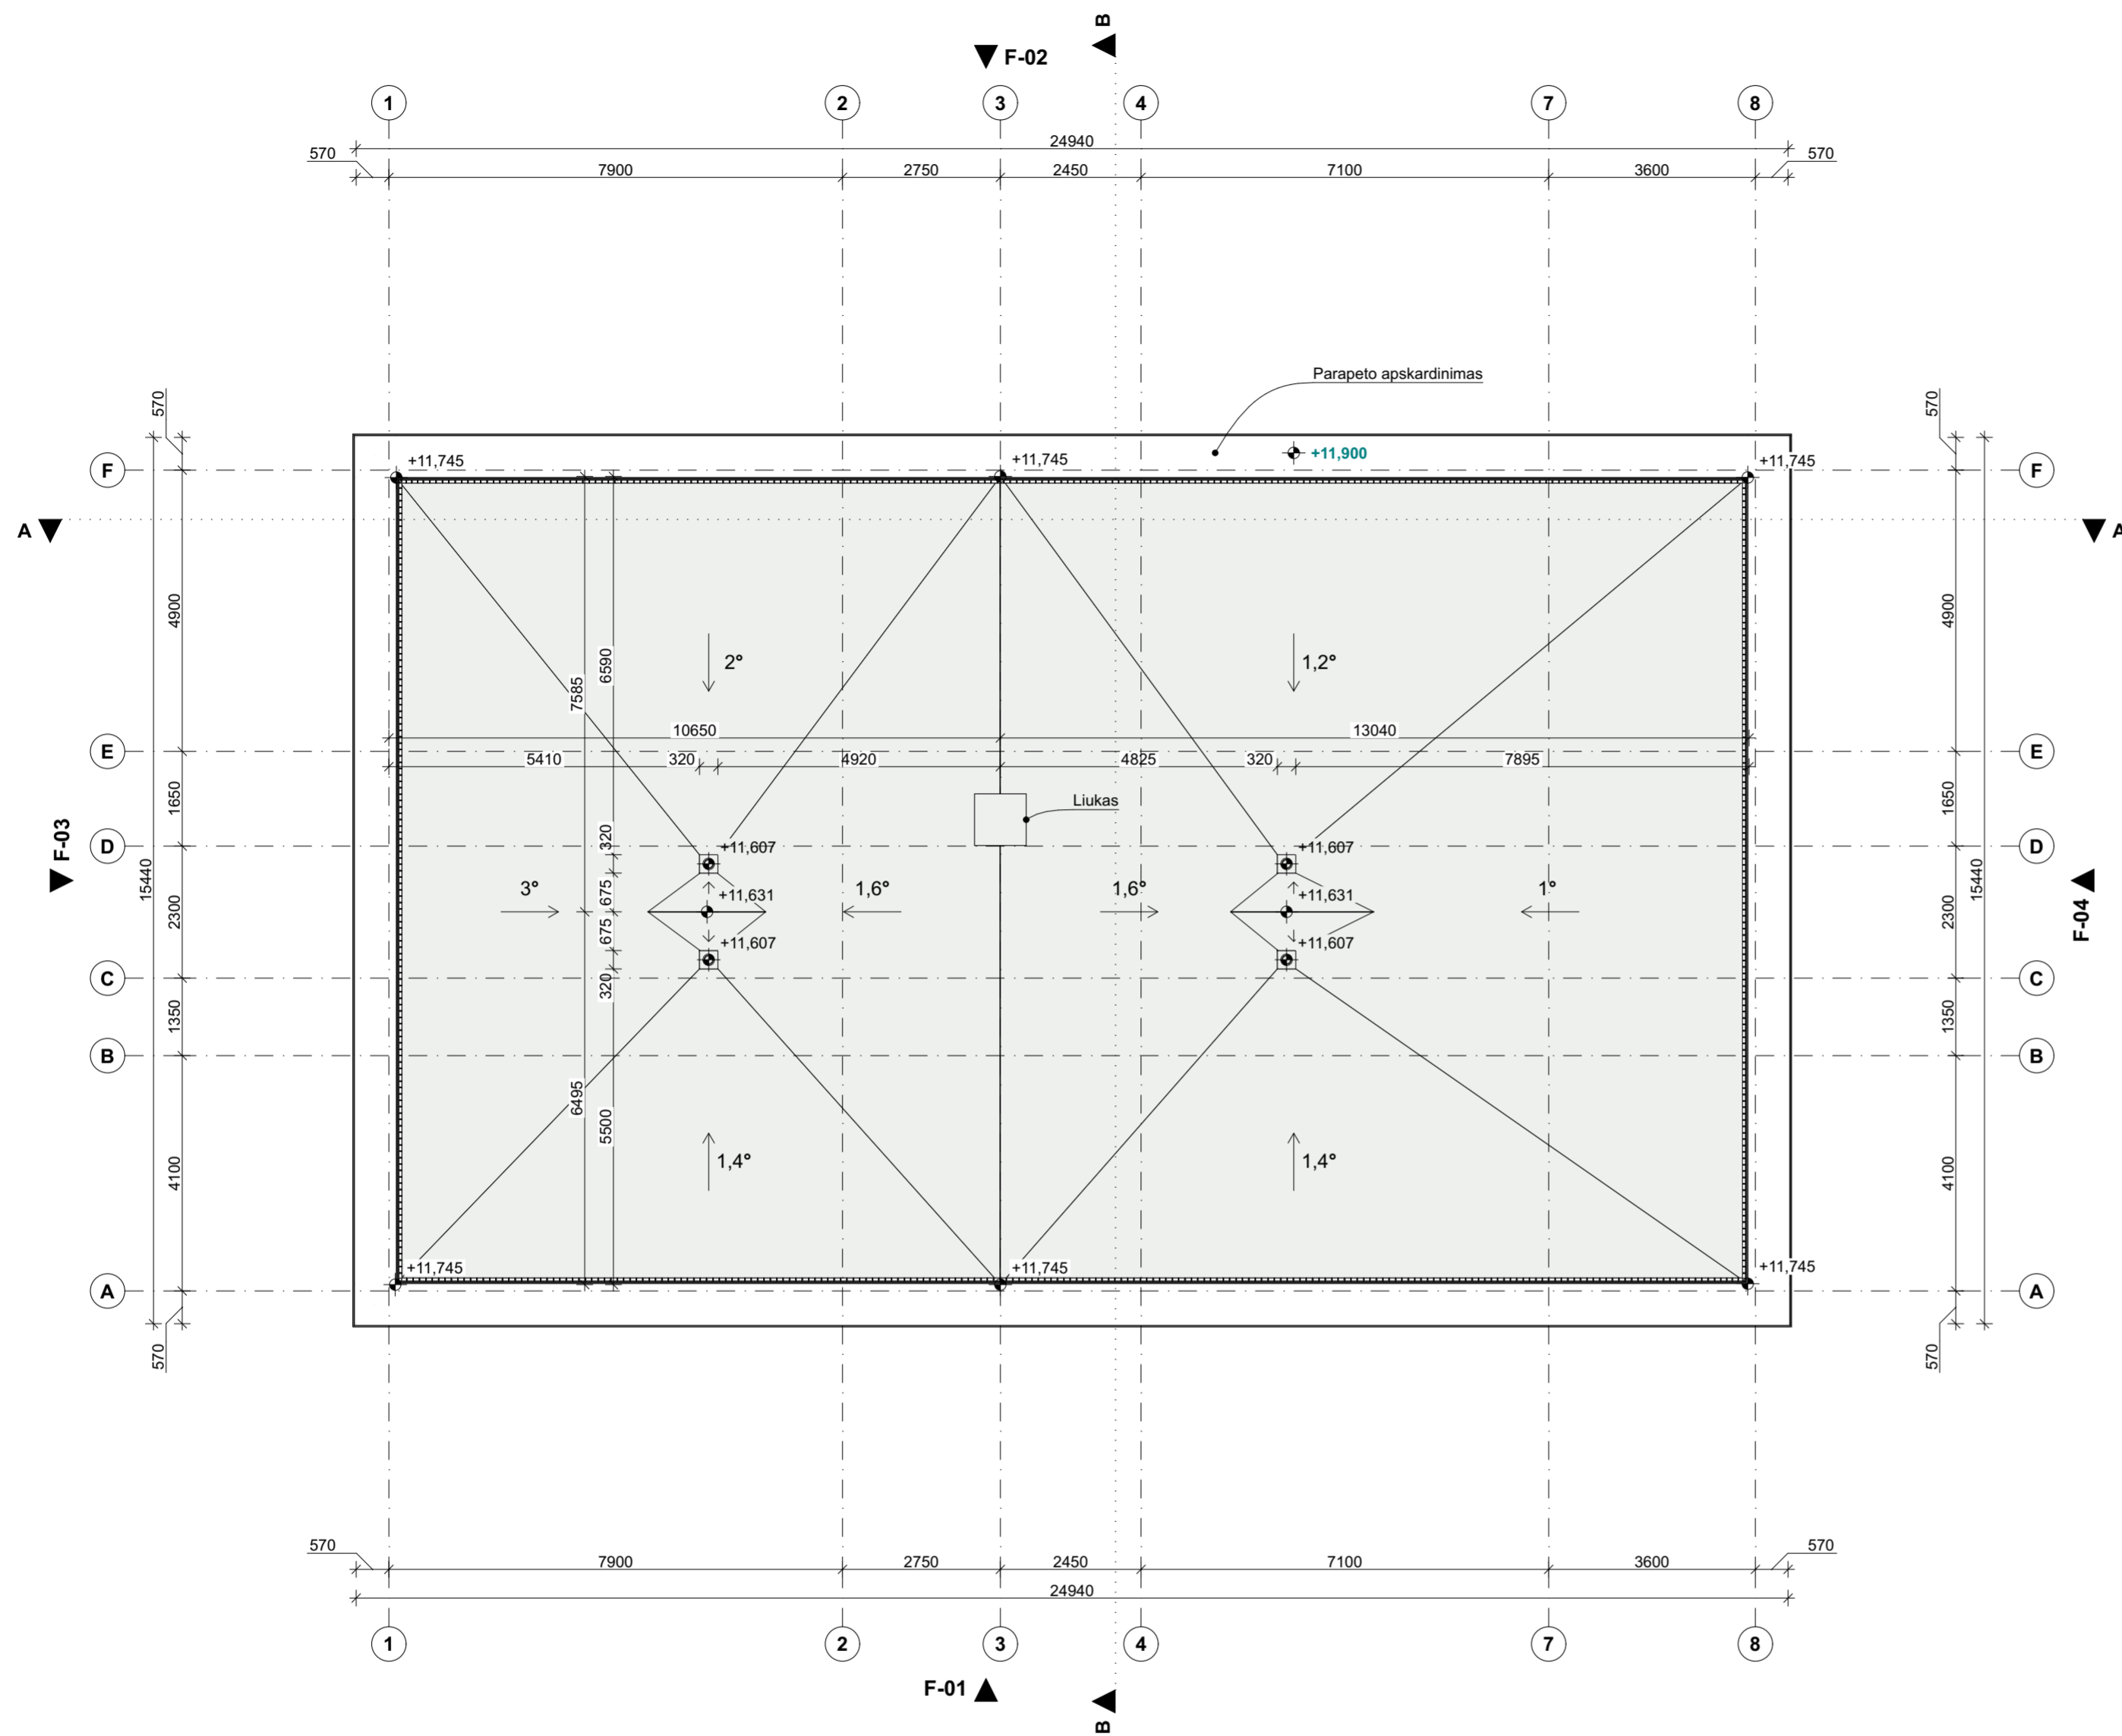 B
F-02
1 2 3 4 7 8
24940
570 570
7900 2750 2450 7100 3600
Parapeto apskardinimas
570 570
+11,900
+11,745 +11,745 +11,745
F F
A A
4900 6590 4900
2° 1,2°
7585
10650 13040
E E
5410 320 4920 4825 320 7895
1650 1650
Liukas
320
D +11,607 +11,607 D
F-03
15440 15440
3° 675 +11,631 1,6° 1,6° +11,631 1°
2300 2300
F-04
675 +11,607 +11,607
C C
320
1350 1350
B B
6495
5500
4100 1,4° 1,4° 4100
+11,745 +11,745 +11,745
A A
570 570
570 570
7900 2750 2450 7100 3600
24940
1 2 3 4 7 8
F-01
B